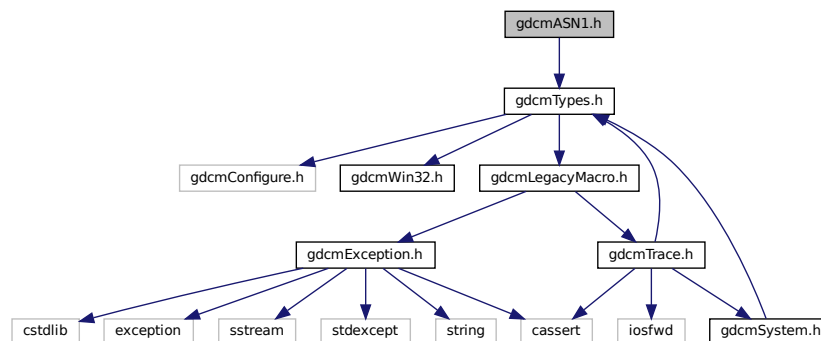 gdcmASN1.h
gdcmTypes.h
gdcmConfigure.h
gdcmWin32.h
gdcmLegacyMacro.h
gdcmException.h
gdcmTrace.h
cstdlib
exception
sstream
stdexcept
string
cassert
iosfwd
gdcmSystem.h